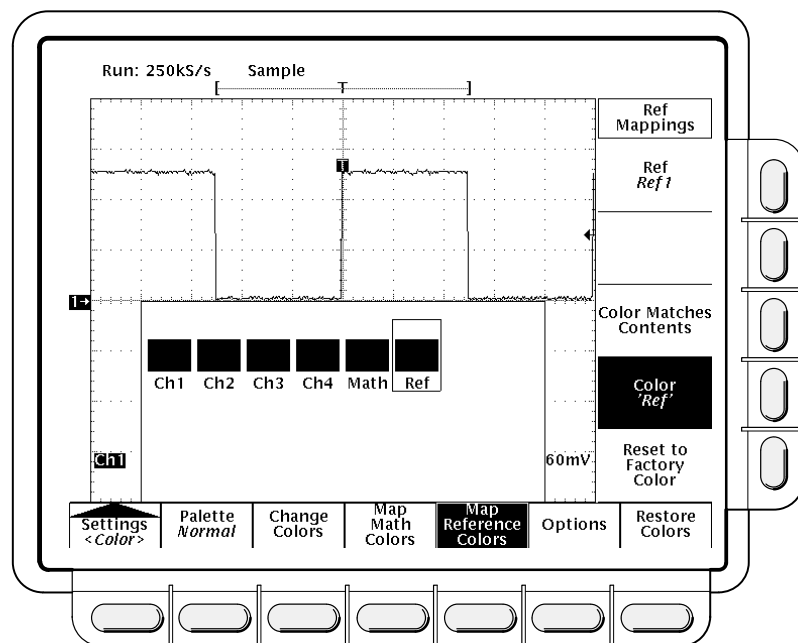 Run: 250kS/s Sample
T
Ref
Mappings
Ref
Ref 1
Color Matches
Contents
Color
'Ref'
Reset to
Factory
Color
1
Ch1 Ch2 Ch3 Ch4 Math Ref
Ch1
60mV
Settings
<Color>
Palette
Normal
Change
Colors
Map
Math
Colors
Map
Reference
Colors
Options
Restore
Colors